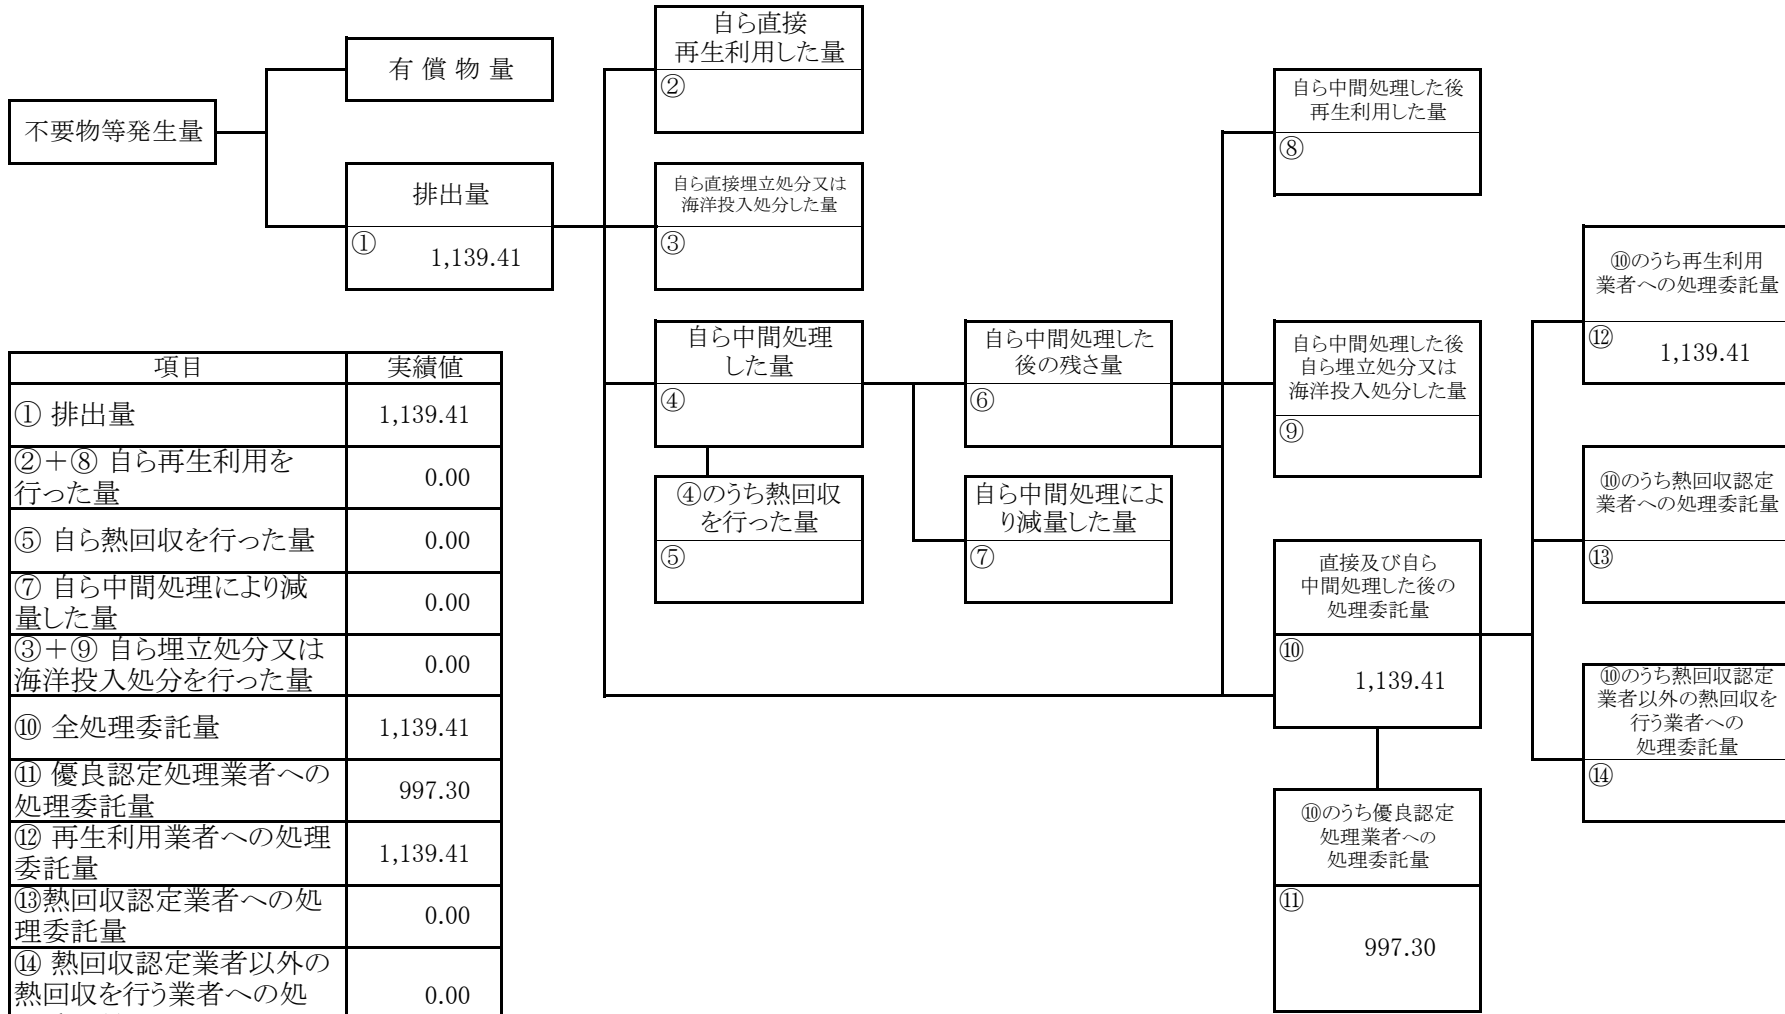 不要物等発生量
有償物量
排出量
①
1,139.41
自ら直接
再生利用した量
②
自ら直接埋立処分又は
海洋投入処分した量
③
自ら中間処理
した量
④
④のうち熱回収
を行った量
⑤
自ら中間処理した
後の残さ量
⑥
自ら中間処理によ
り減量した量
⑦
自ら中間処理した後
再生利用した量
⑧
自ら中間処理した後
自ら埋立処分又は
海洋投入処分した量
⑨
直接及び自ら
中間処理した後の
処理委託量
⑩
1,139.41
⑩のうち優良認定
処理業者への
処理委託量
⑪
997.30
⑩のうち再生利用
業者への処理委託量
⑫
1,139.41
⑩のうち熱回収認定
業者への処理委託量
⑬
⑩のうち熱回収認定
業者以外の熱回収を
行う業者への
処理委託量
⑭
項目 実績値
① 排出量 1,139.41
②+⑧ 自ら再生利用を
行った量 0.00
⑤ 自ら熱回収を行った量 0.00
⑦ 自ら中間処理により減
量した量 0.00
③+⑨ 自ら埋立処分又は
海洋投入処分を行った量 0.00
⑩ 全処理委託量 1,139.41
⑪ 優良認定処理業者への
処理委託量 997.30
⑫ 再生利用業者への処理
委託量 1,139.41
⑬熱回収認定業者への処
理委託量 0.00
⑭ 熱回収認定業者以外の
熱回収を行う業者への処 0.00